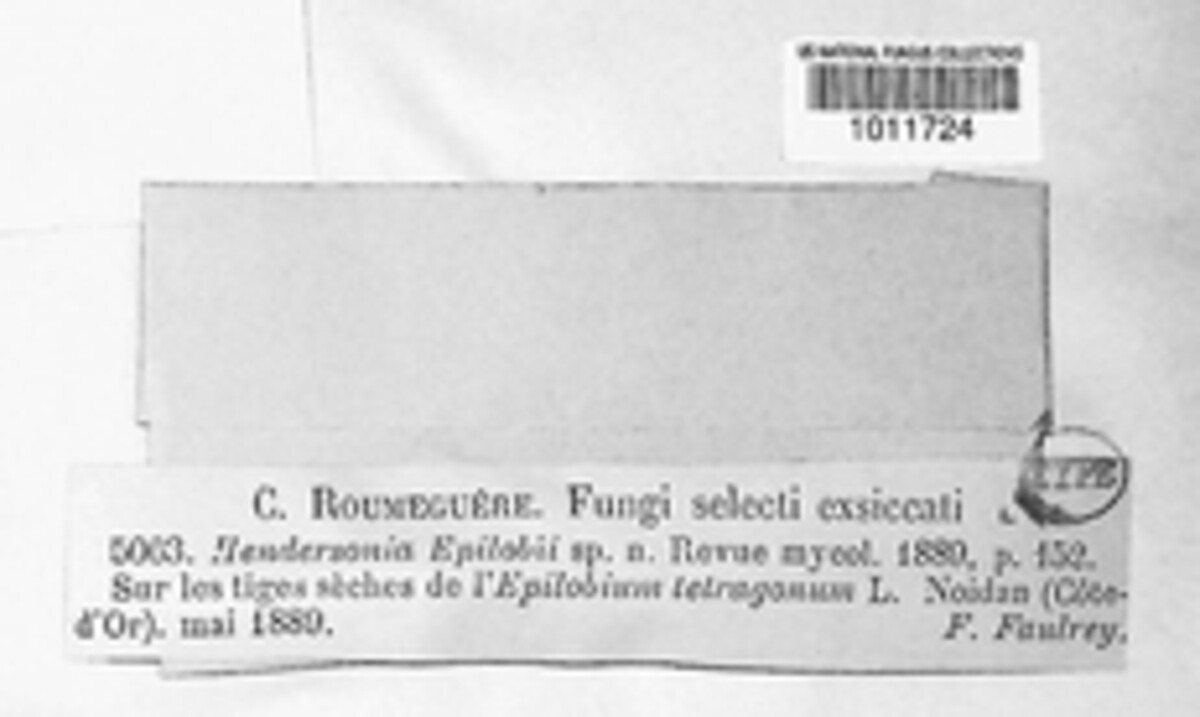 US NATIONAL FUNGUS COLLECTIONS
1011724
TYPE
C. ROUMEGUÈRE. Fungi selecti exsiccati
5063. Hendersonia Epilobii sp. n. Revue mycol. 1889, p. 152.
Sur les tiges sèches de l'Epilobium tetragonum L. Noidan (Côte-
d'Or). mai 1889.
F. Fautrey.